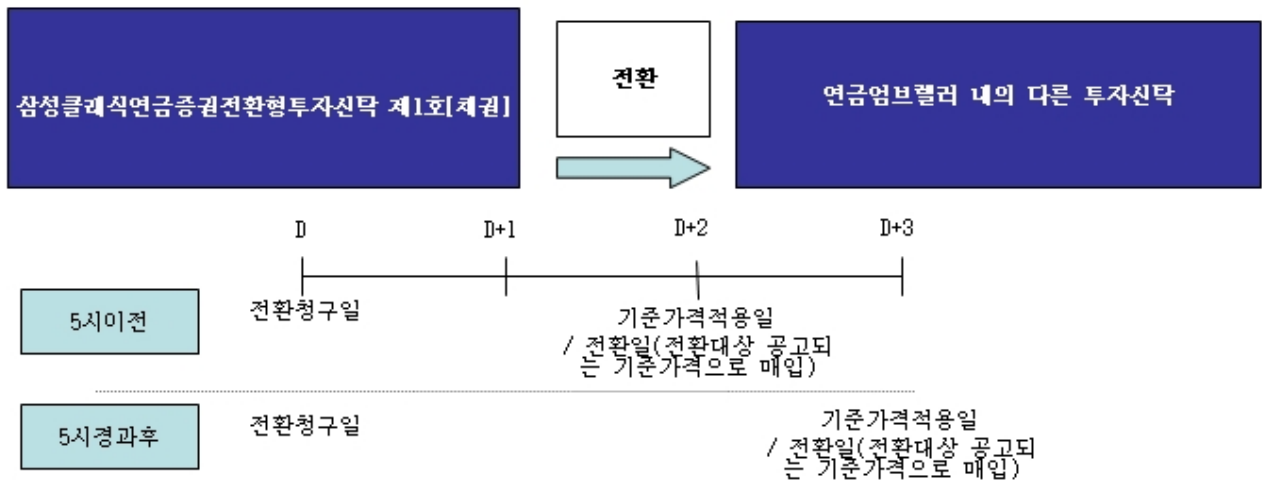 삼성클래식연금증권전환형투자신탁 제1호[채권]
전환
연금엄브렐러 내의 다른 투자신탁
D
D+1
D+2
D+3
5시이전
전환청구일
기준가격적용일
/ 전환일(전환대상 공고되
는 기준가격으로 매입)
5시경과후
전환청구일
기준가격적용일
/ 전환일(전환대상 공고되
는 기준가격으로 매입)